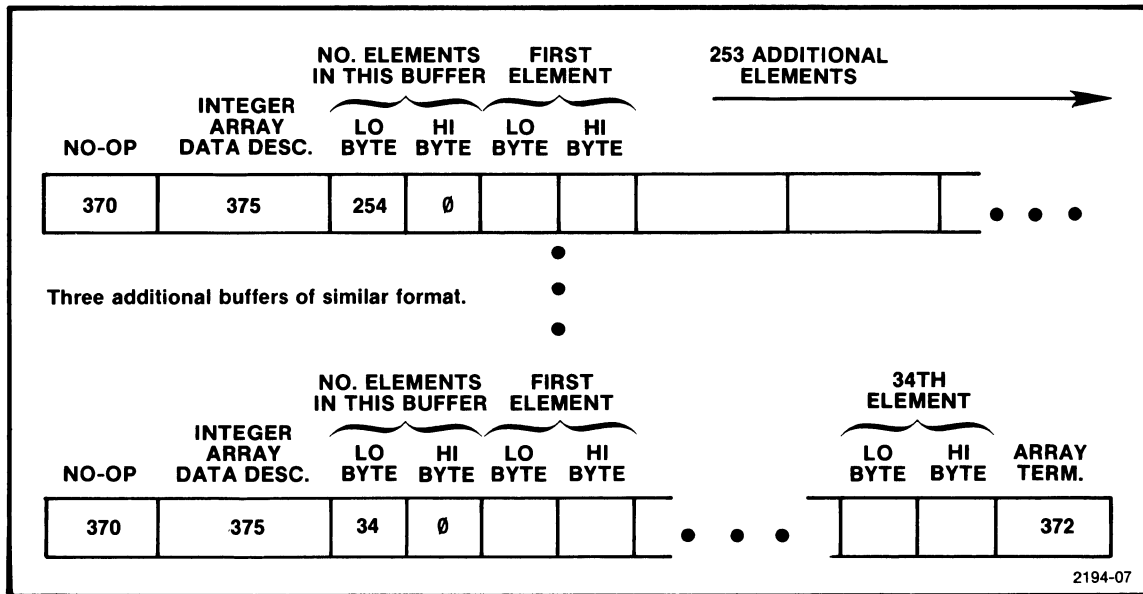 NO. ELEMENTS IN THIS BUFFER
FIRST ELEMENT
253 ADDITIONAL ELEMENTS
NO-OP
INTEGER ARRAY DATA DESC.
LO BYTE
HI BYTE
LO BYTE
HI BYTE
370
375
254
Ø
Three additional buffers of similar format.
NO. ELEMENTS IN THIS BUFFER
FIRST ELEMENT
34TH ELEMENT
NO-OP
INTEGER ARRAY DATA DESC.
LO BYTE
HI BYTE
LO BYTE
HI BYTE
LO BYTE
HI BYTE
ARRAY TERM.
370
375
34
Ø
372
2194-07